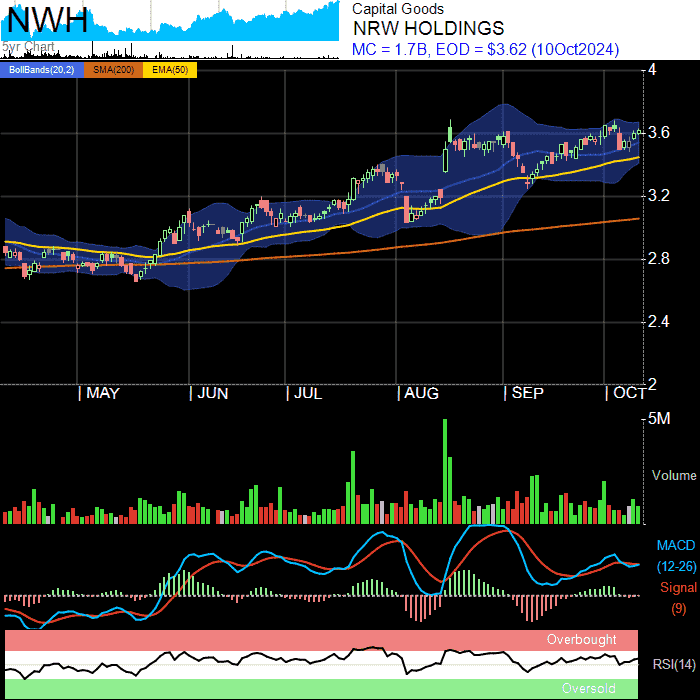 NWH
5yr Chart
Capital Goods
NRW HOLDINGS
MC = 1.7B, EOD = $3.62 (10Oct2024)
BollBands(20,2) SMA(200) EMA(50)
4
3.6
3.2
2.8
2.4
2
| MAY | JUN | JUL | AUG | SEP | OCT
5M
Volume
MACD
(12-26)
Signal
(9)
Overbought
RSI(14)
Oversold